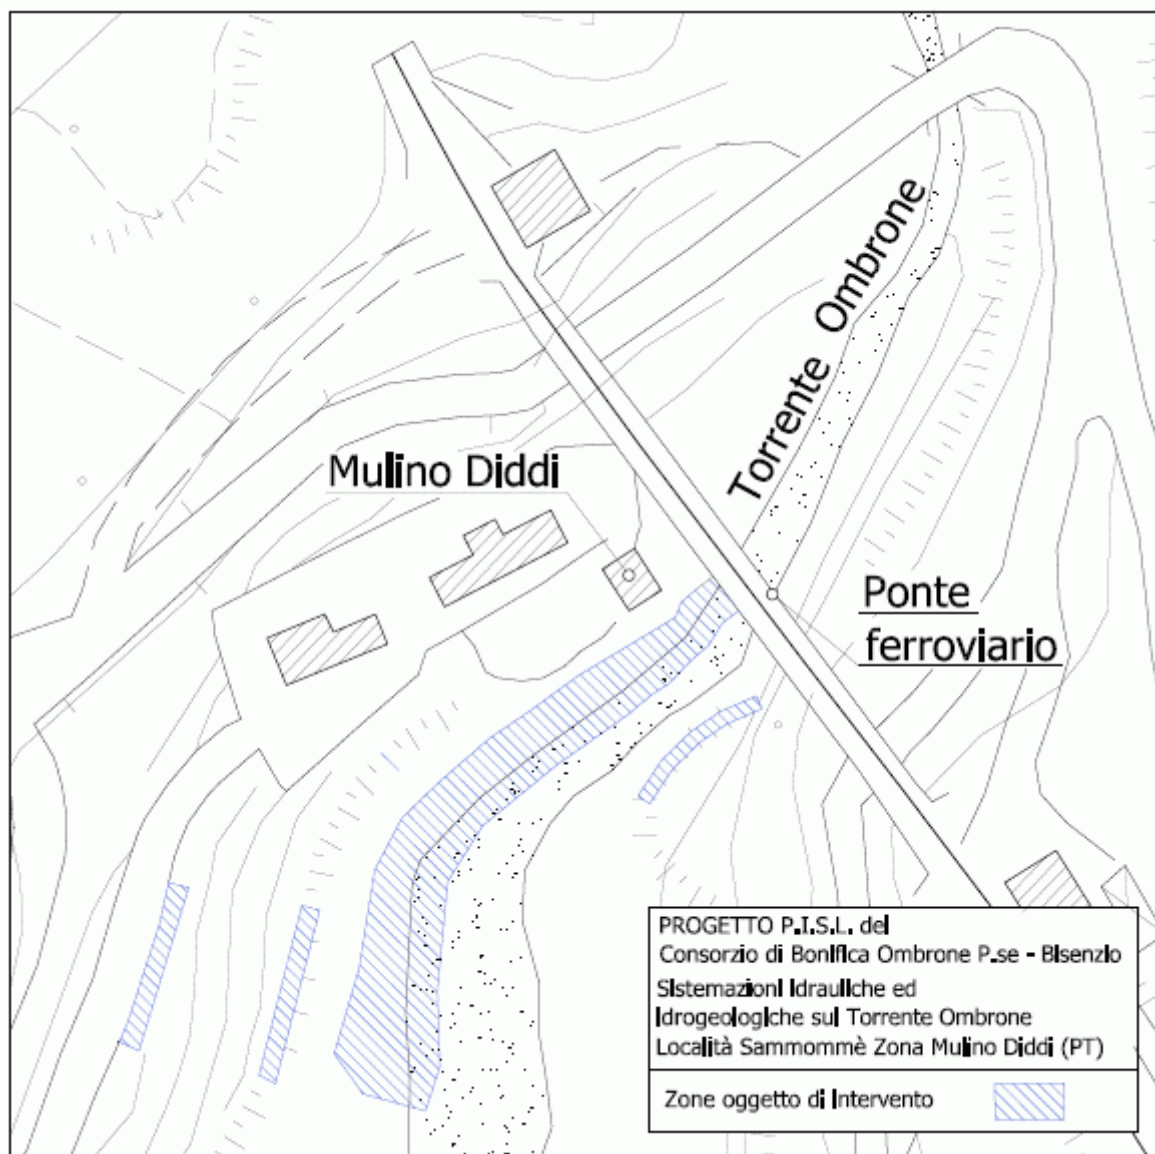 Torrente Ombrone
Mulino Diddi
Ponte
ferroviario
PROGETTO P.I.S.L. del
Consorzio di Bonifica Ombrone P.se - Bisenzio
Sistemazioni idrauliche ed
idrogeologiche sul Torrente Ombrone
Località Sammommè Zona Mulino Diddi (PT)
Zone oggetto di intervento